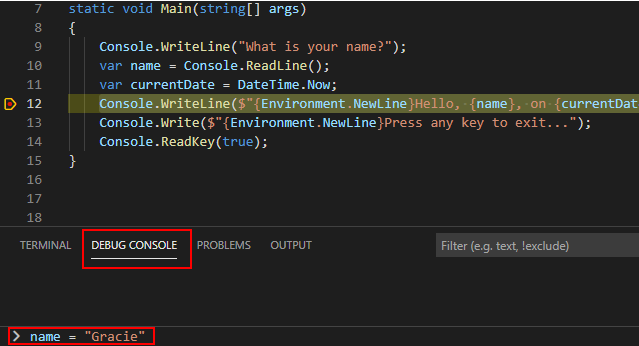 7 static void Main(string[] args)
8 {
9 Console.WriteLine("What is your name?");
10 var name = Console.ReadLine();
11 var currentDate = DateTime.Now;
12 Console.WriteLine($"{Environment.NewLine}Hello,·{name},·on·{currentDat
13 Console.Write($"{Environment.NewLine}Press any key to exit...");
14 Console.ReadKey(true);
15 }
16
17
18
TERMINAL DEBUG CONSOLE PROBLEMS OUTPUT Filter (e.g. text, !exclude)
> name = "Gracie"